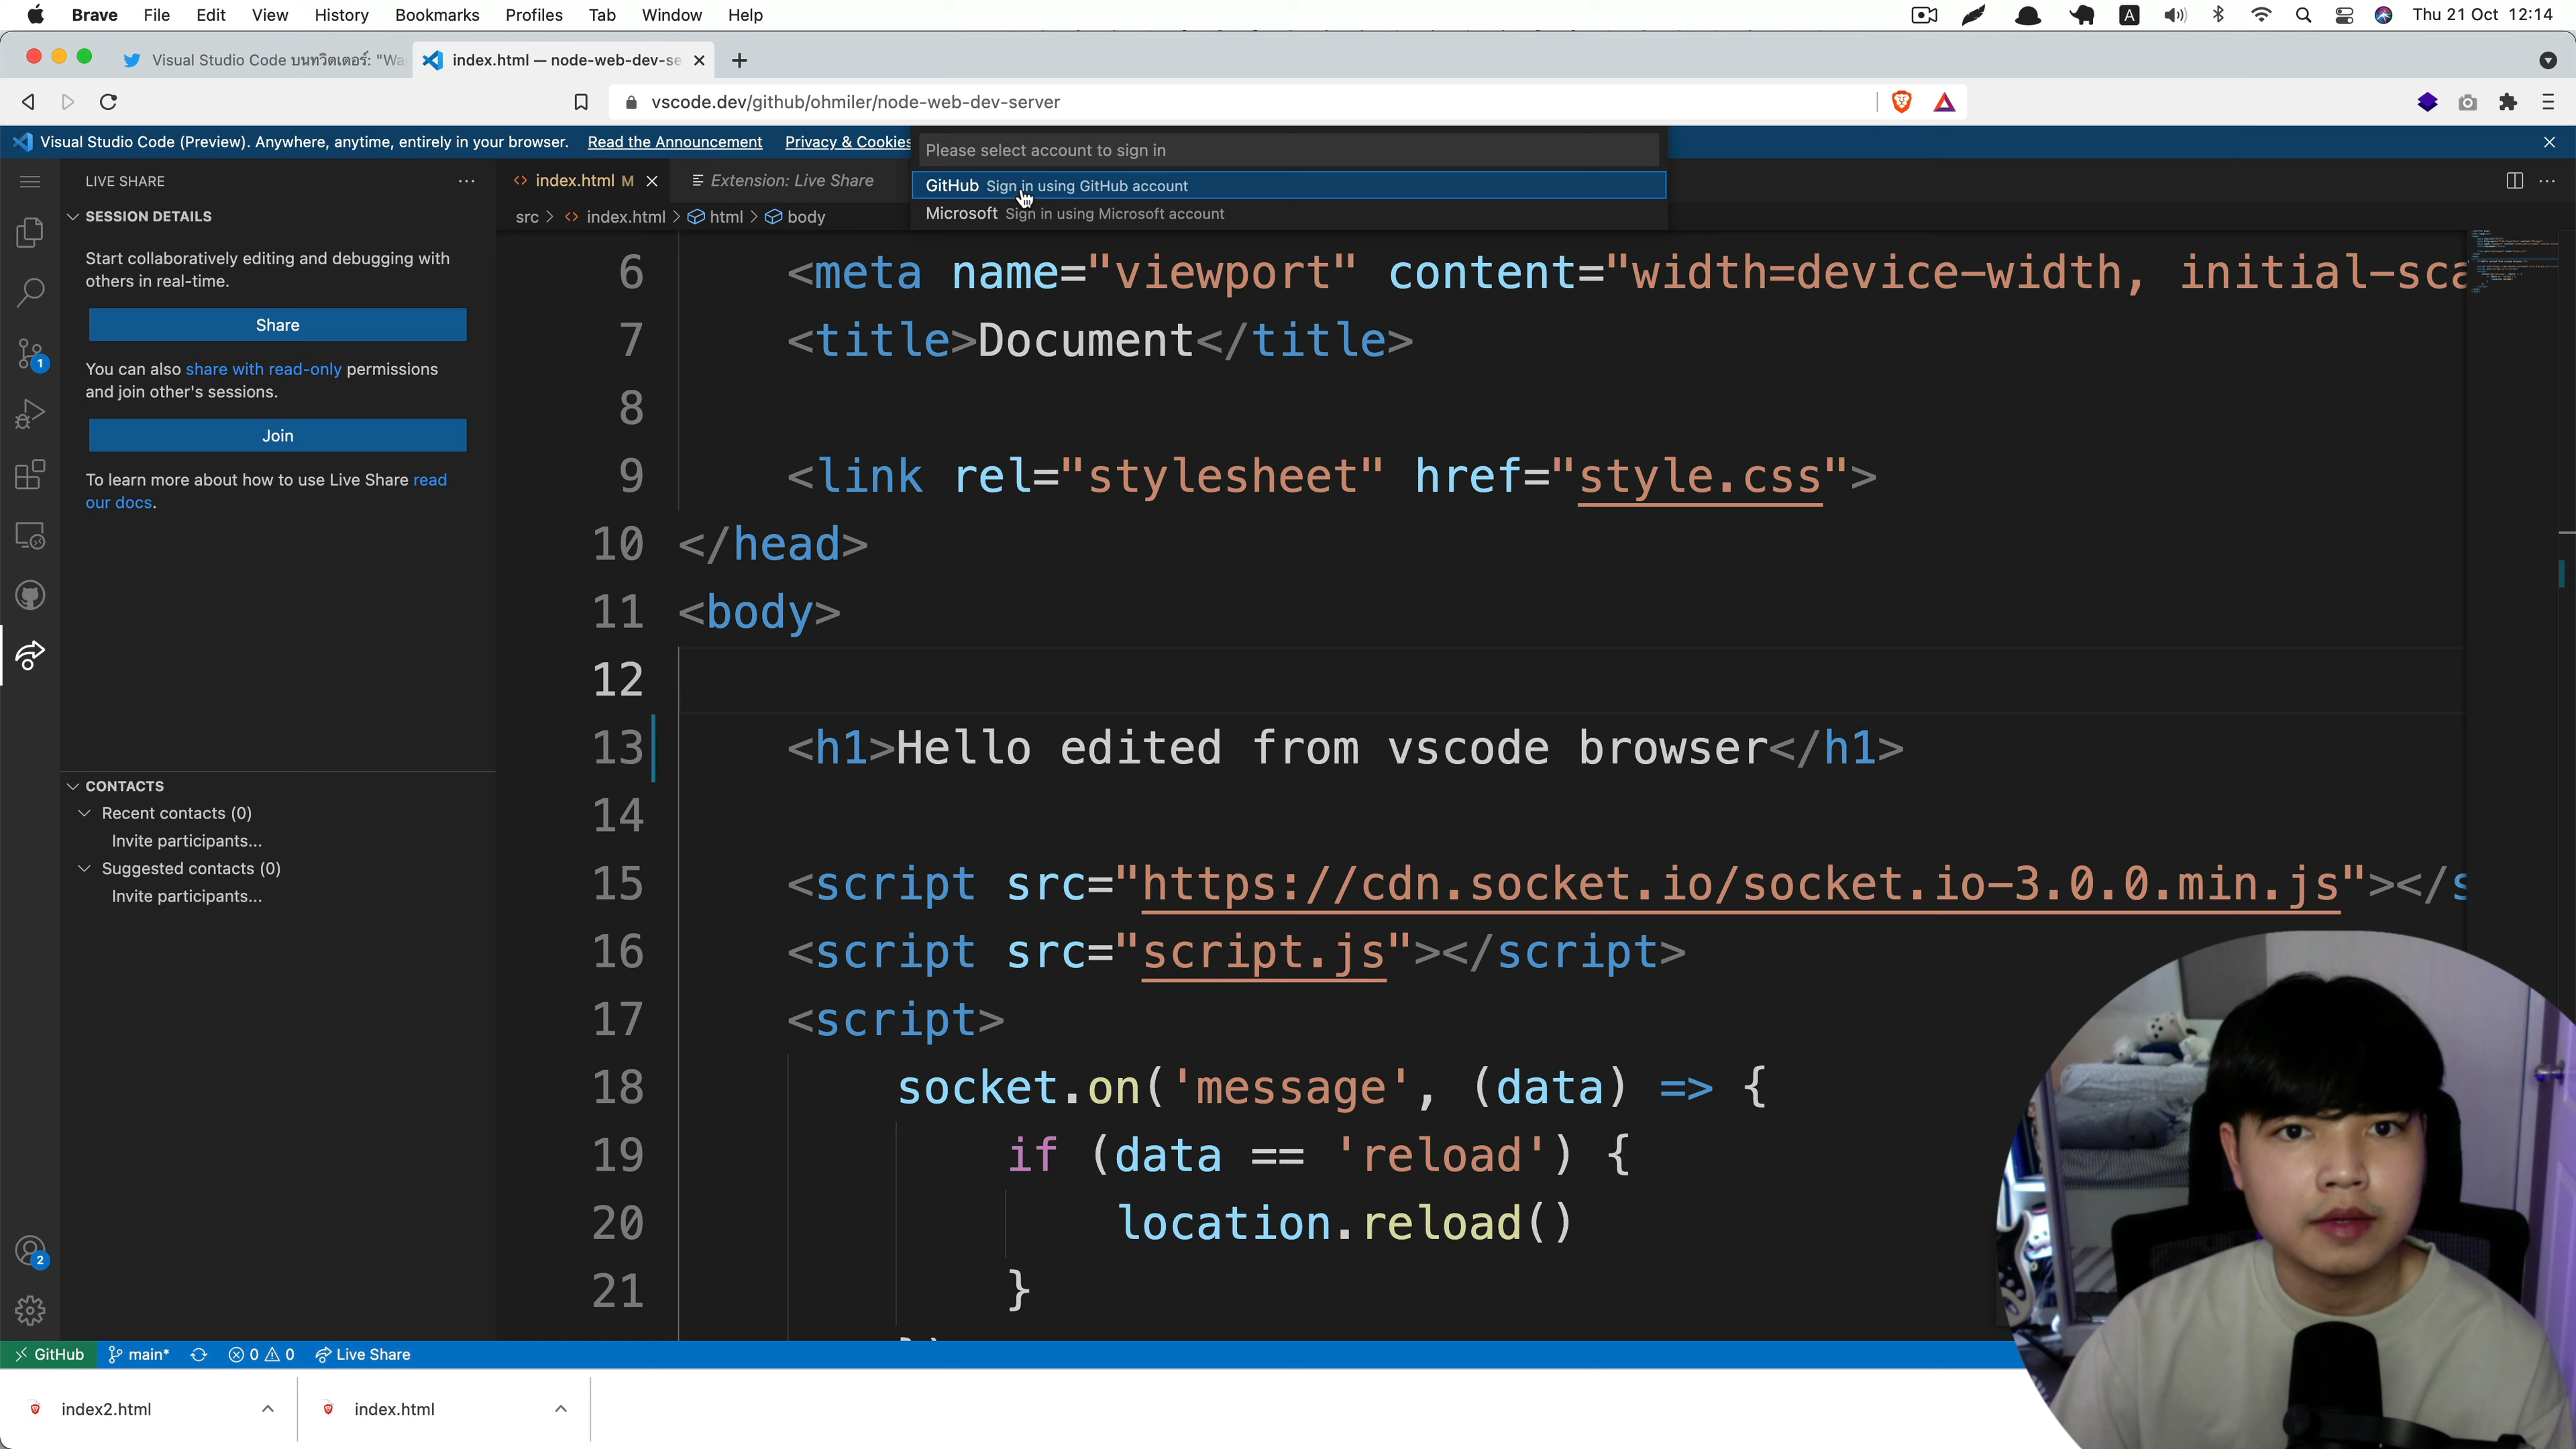 Brave File Edit View History Bookmarks Profiles Tab Window Help
A Thu 21 Oct 12:14
Visual Studio Code บนทวิตเตอร์: "Wa
index.html — node-web-dev-se
vscode.dev/github/ohmiler/node-web-dev-server
Visual Studio Code (Preview). Anywhere, anytime, entirely in your browser. Read the Announcement Privacy & Cookies
Please select account to sign in
GitHub Sign in using GitHub account
Microsoft Sign in using Microsoft account
LIVE SHARE
SESSION DETAILS
Start collaboratively editing and debugging with
others in real-time.
Share
You can also share with read-only permissions
and join other's sessions.
Join
To learn more about how to use Live Share read
our docs.
CONTACTS
Recent contacts (0)
Invite participants...
Suggested contacts (0)
Invite participants...
1
2
index.html M
Extension: Live Share
src > index.html > html > body
6 <meta name="viewport" content="width=device-width, initial-sca
7 <title>Document</title>
8
9 <link rel="stylesheet" href="style.css">
10 </head>
11 <body>
12
13 <h1>Hello edited from vscode browser</h1>
14
15 <script src="https://cdn.socket.io/socket.io-3.0.0.min.js"></s
16 <script src="script.js"></script>
17 <script>
18 socket.on('message', (data) => {
19 if (data == 'reload') {
20 location.reload()
21 }
GitHub main* 0 0 Live Share
index2.html
index.html